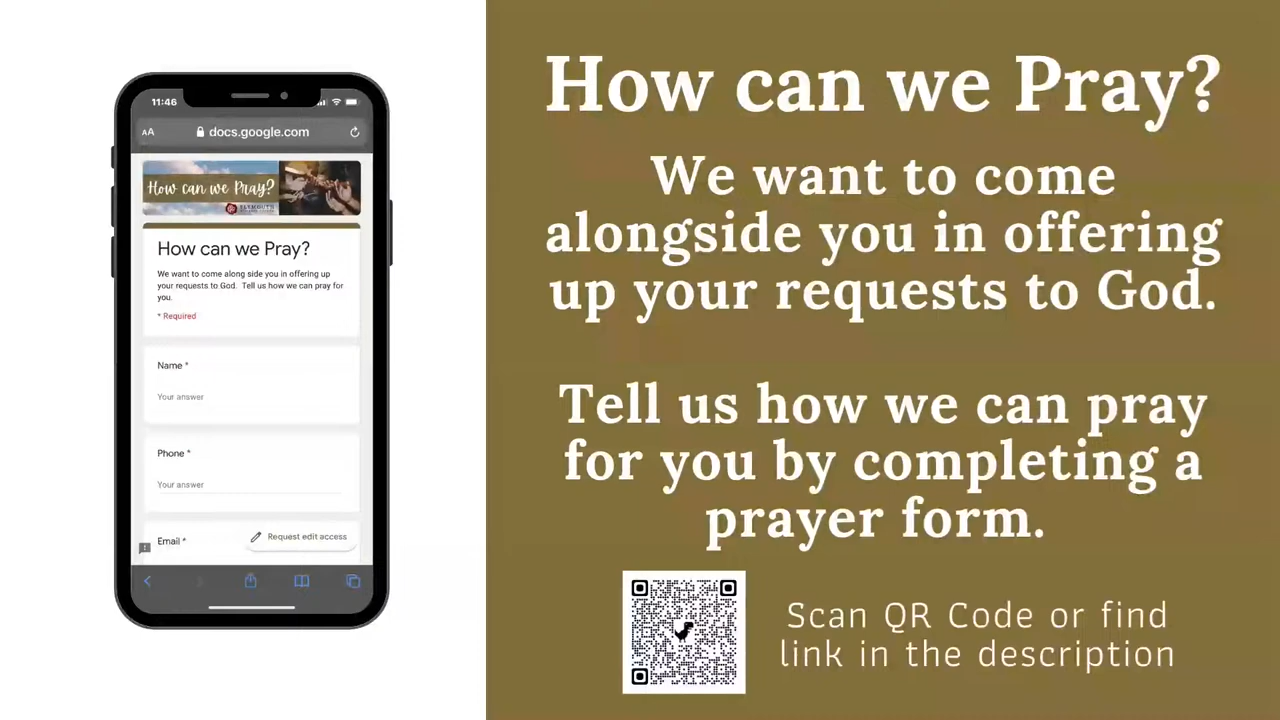 11:46
AA docs.google.com
How can we Pray?
PLYMOUTH
How can we Pray?
We want to come along side you in offering up
your requests to God. Tell us how we can pray for
you.
* Required
Name *
Your answer
Phone *
Your answer
Email *
Request edit access
How can we Pray?
We want to come
alongside you in offering
up your requests to God.
Tell us how we can pray
for you by completing a
prayer form.
Scan QR Code or find
link in the description